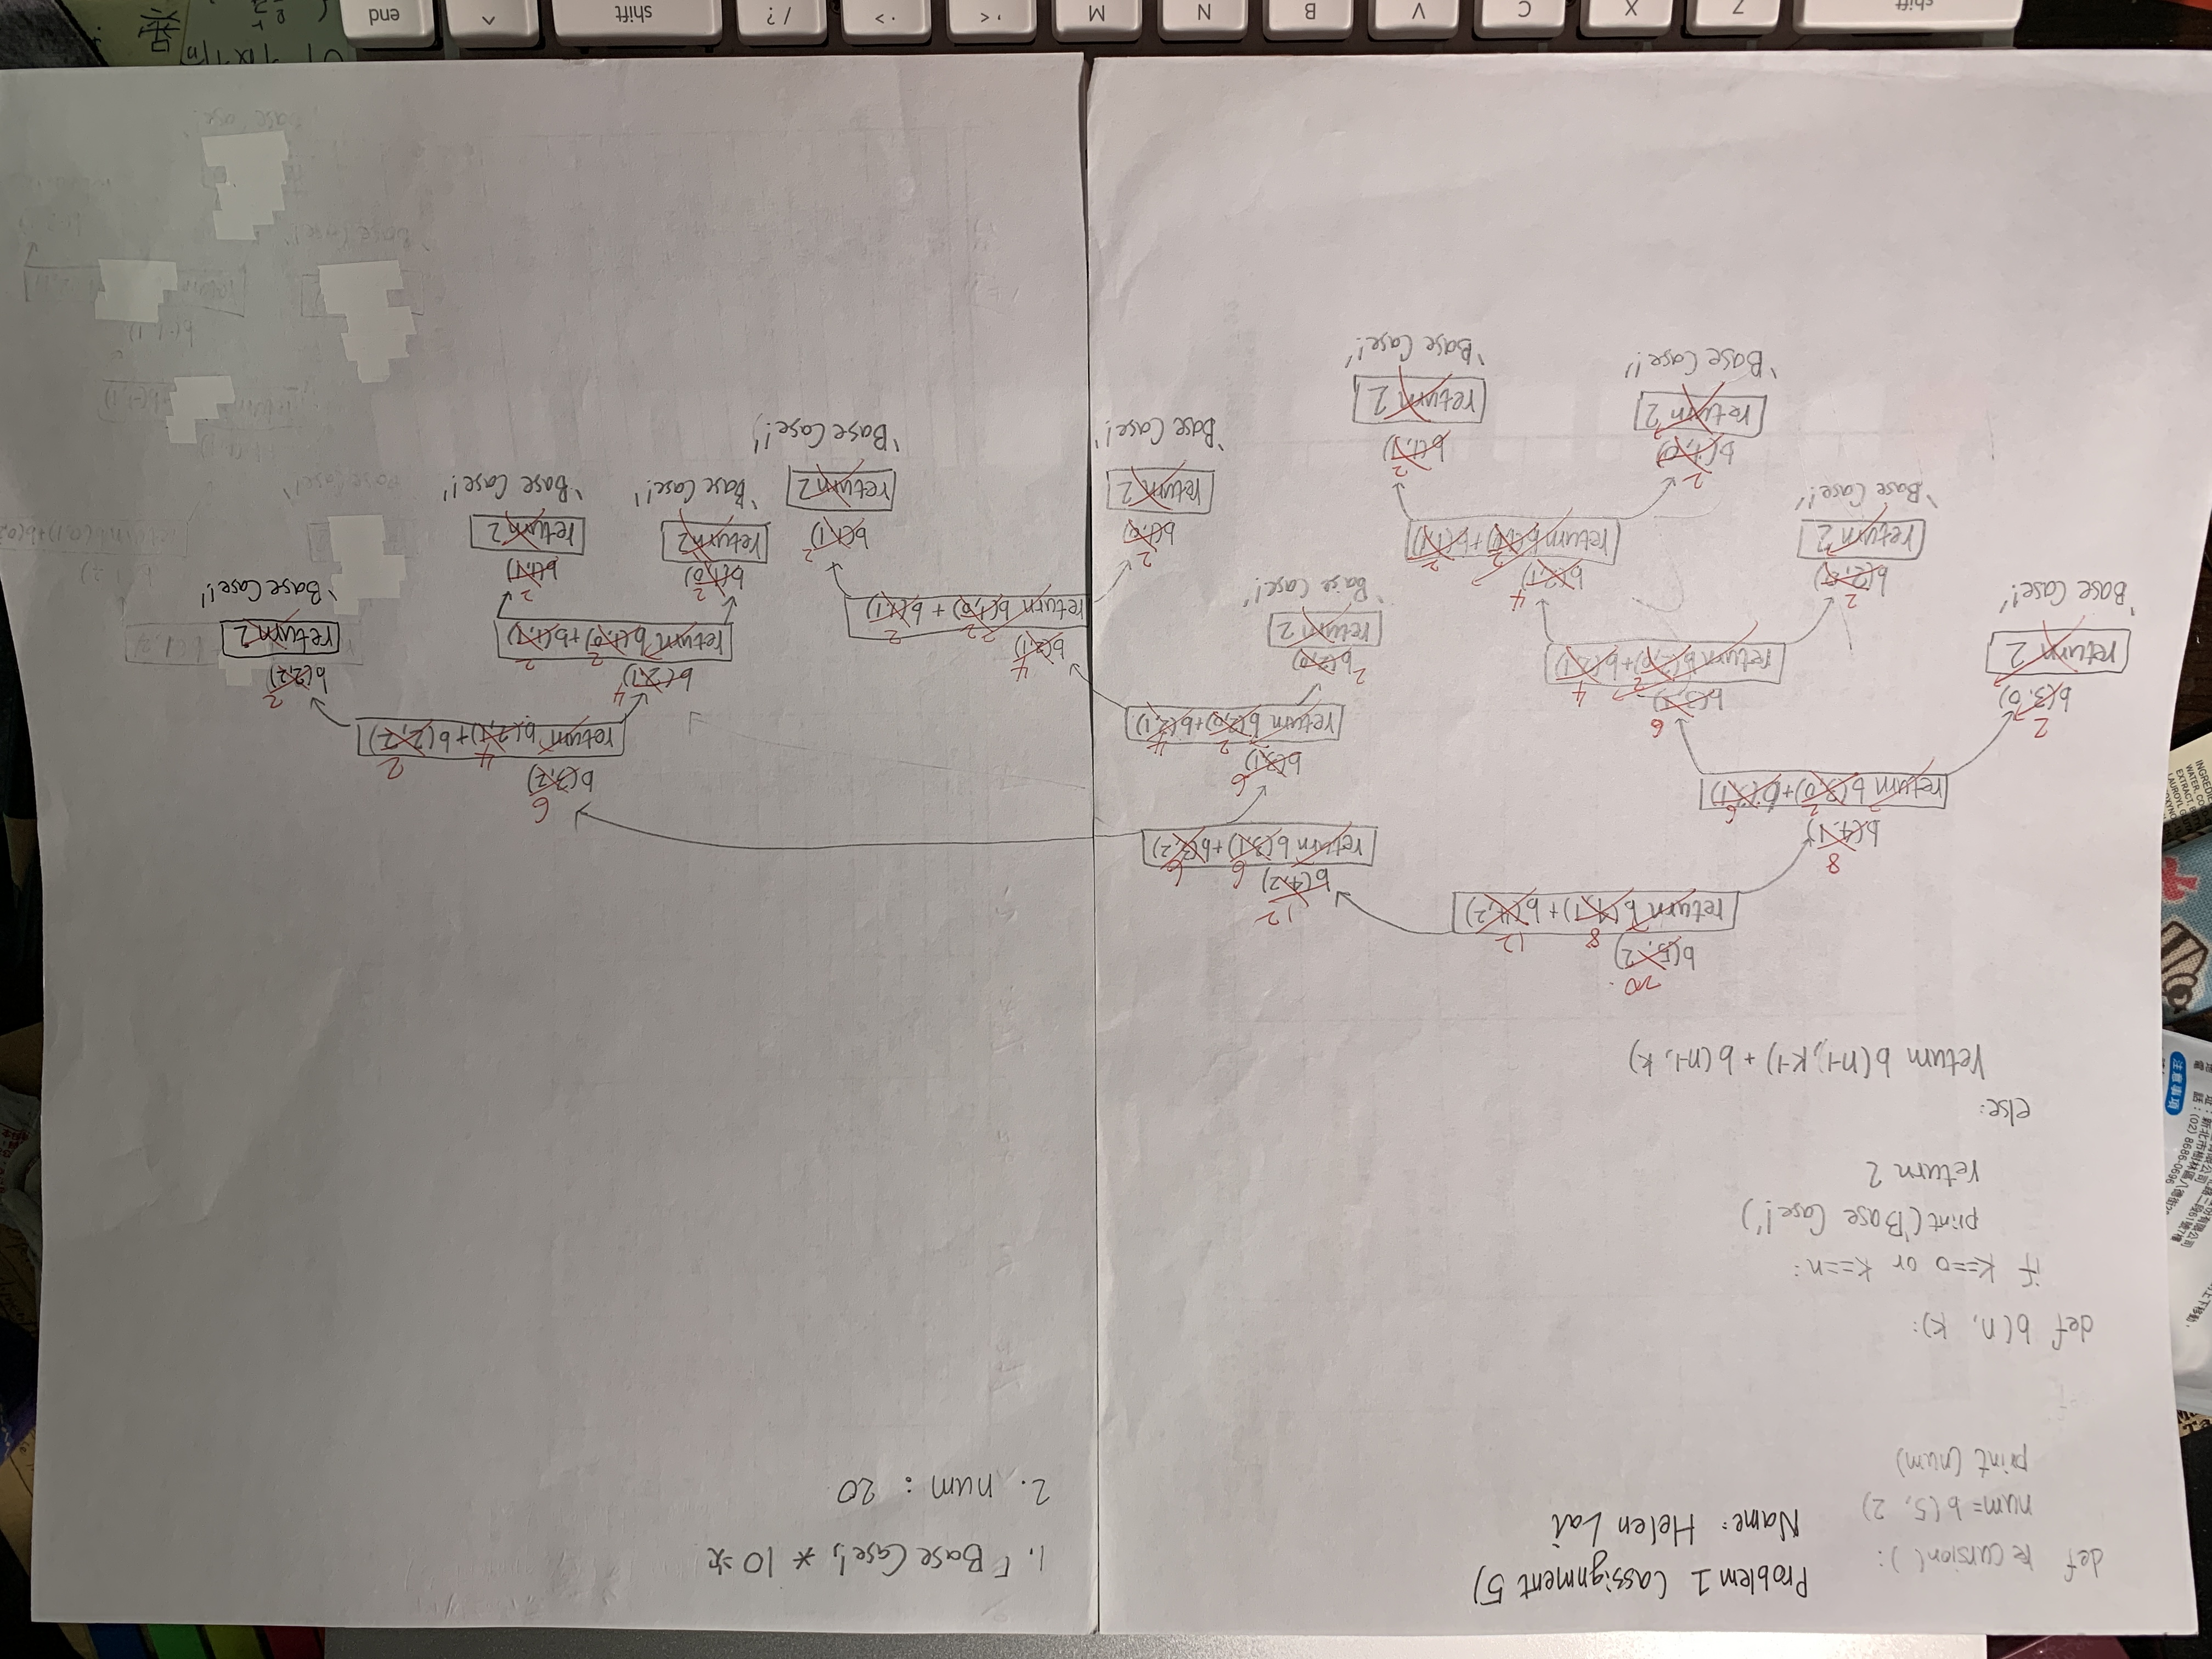 Problem 1 (assignment 5)
Name: Helen Lai
def recursion( ):
num= b(5, 2)
print (num)
def b(n, k):
if k==0 or k==n:
print('Base Case!')
return 2
else:
return b(n-1), k-1) + b(n-1, k)
1. 「Base Case!」 * 10次
2. num : 20
20
b(5, 2)
8 12
return b(4,1) + b(4,2)
12
b(4,2)
6 6
return b(3,1) + b(3,2)
8
b(4,1)
2 6
return b(3,0)+b(3,1)
6
b(3,2)
4 2
return b(2,1)+b(2,2)
6
b(3,1)
2 4
return b(2,0)+b(2,1)
2
b(3,0)
return 2
'Base Case!'
6
b(3,1)
2 4
return b(2,0)+b(2,1)
2
b(2,0)
return 2
'Base Case!'
4
b(2,1)
2 2
return b(1,0) + b(1,1)
4
b(2,1)
2 2
return b(1,0) +b(1,1)
2
b(2,2)
return 2
'Base Case!'
2
b(2,0)
return 2
'Base Case!'
4
b(2,1)
2 2
return b(1,0)+b(1,1)
2
b(1,0)
return 2
'Base Case!'
2
b(1,1)
return 2
'Base Case!'
2
b(1,0)
return 2
'Base Case!'
2
b(1,1)
return 2
'Base Case!'
2
b(1,0)
return 2
'Base Case!'
2
b(1,1)
return 2
'Base Case!'
注意事項
shift Z X C V B N M , < . > / ? shift ^ end